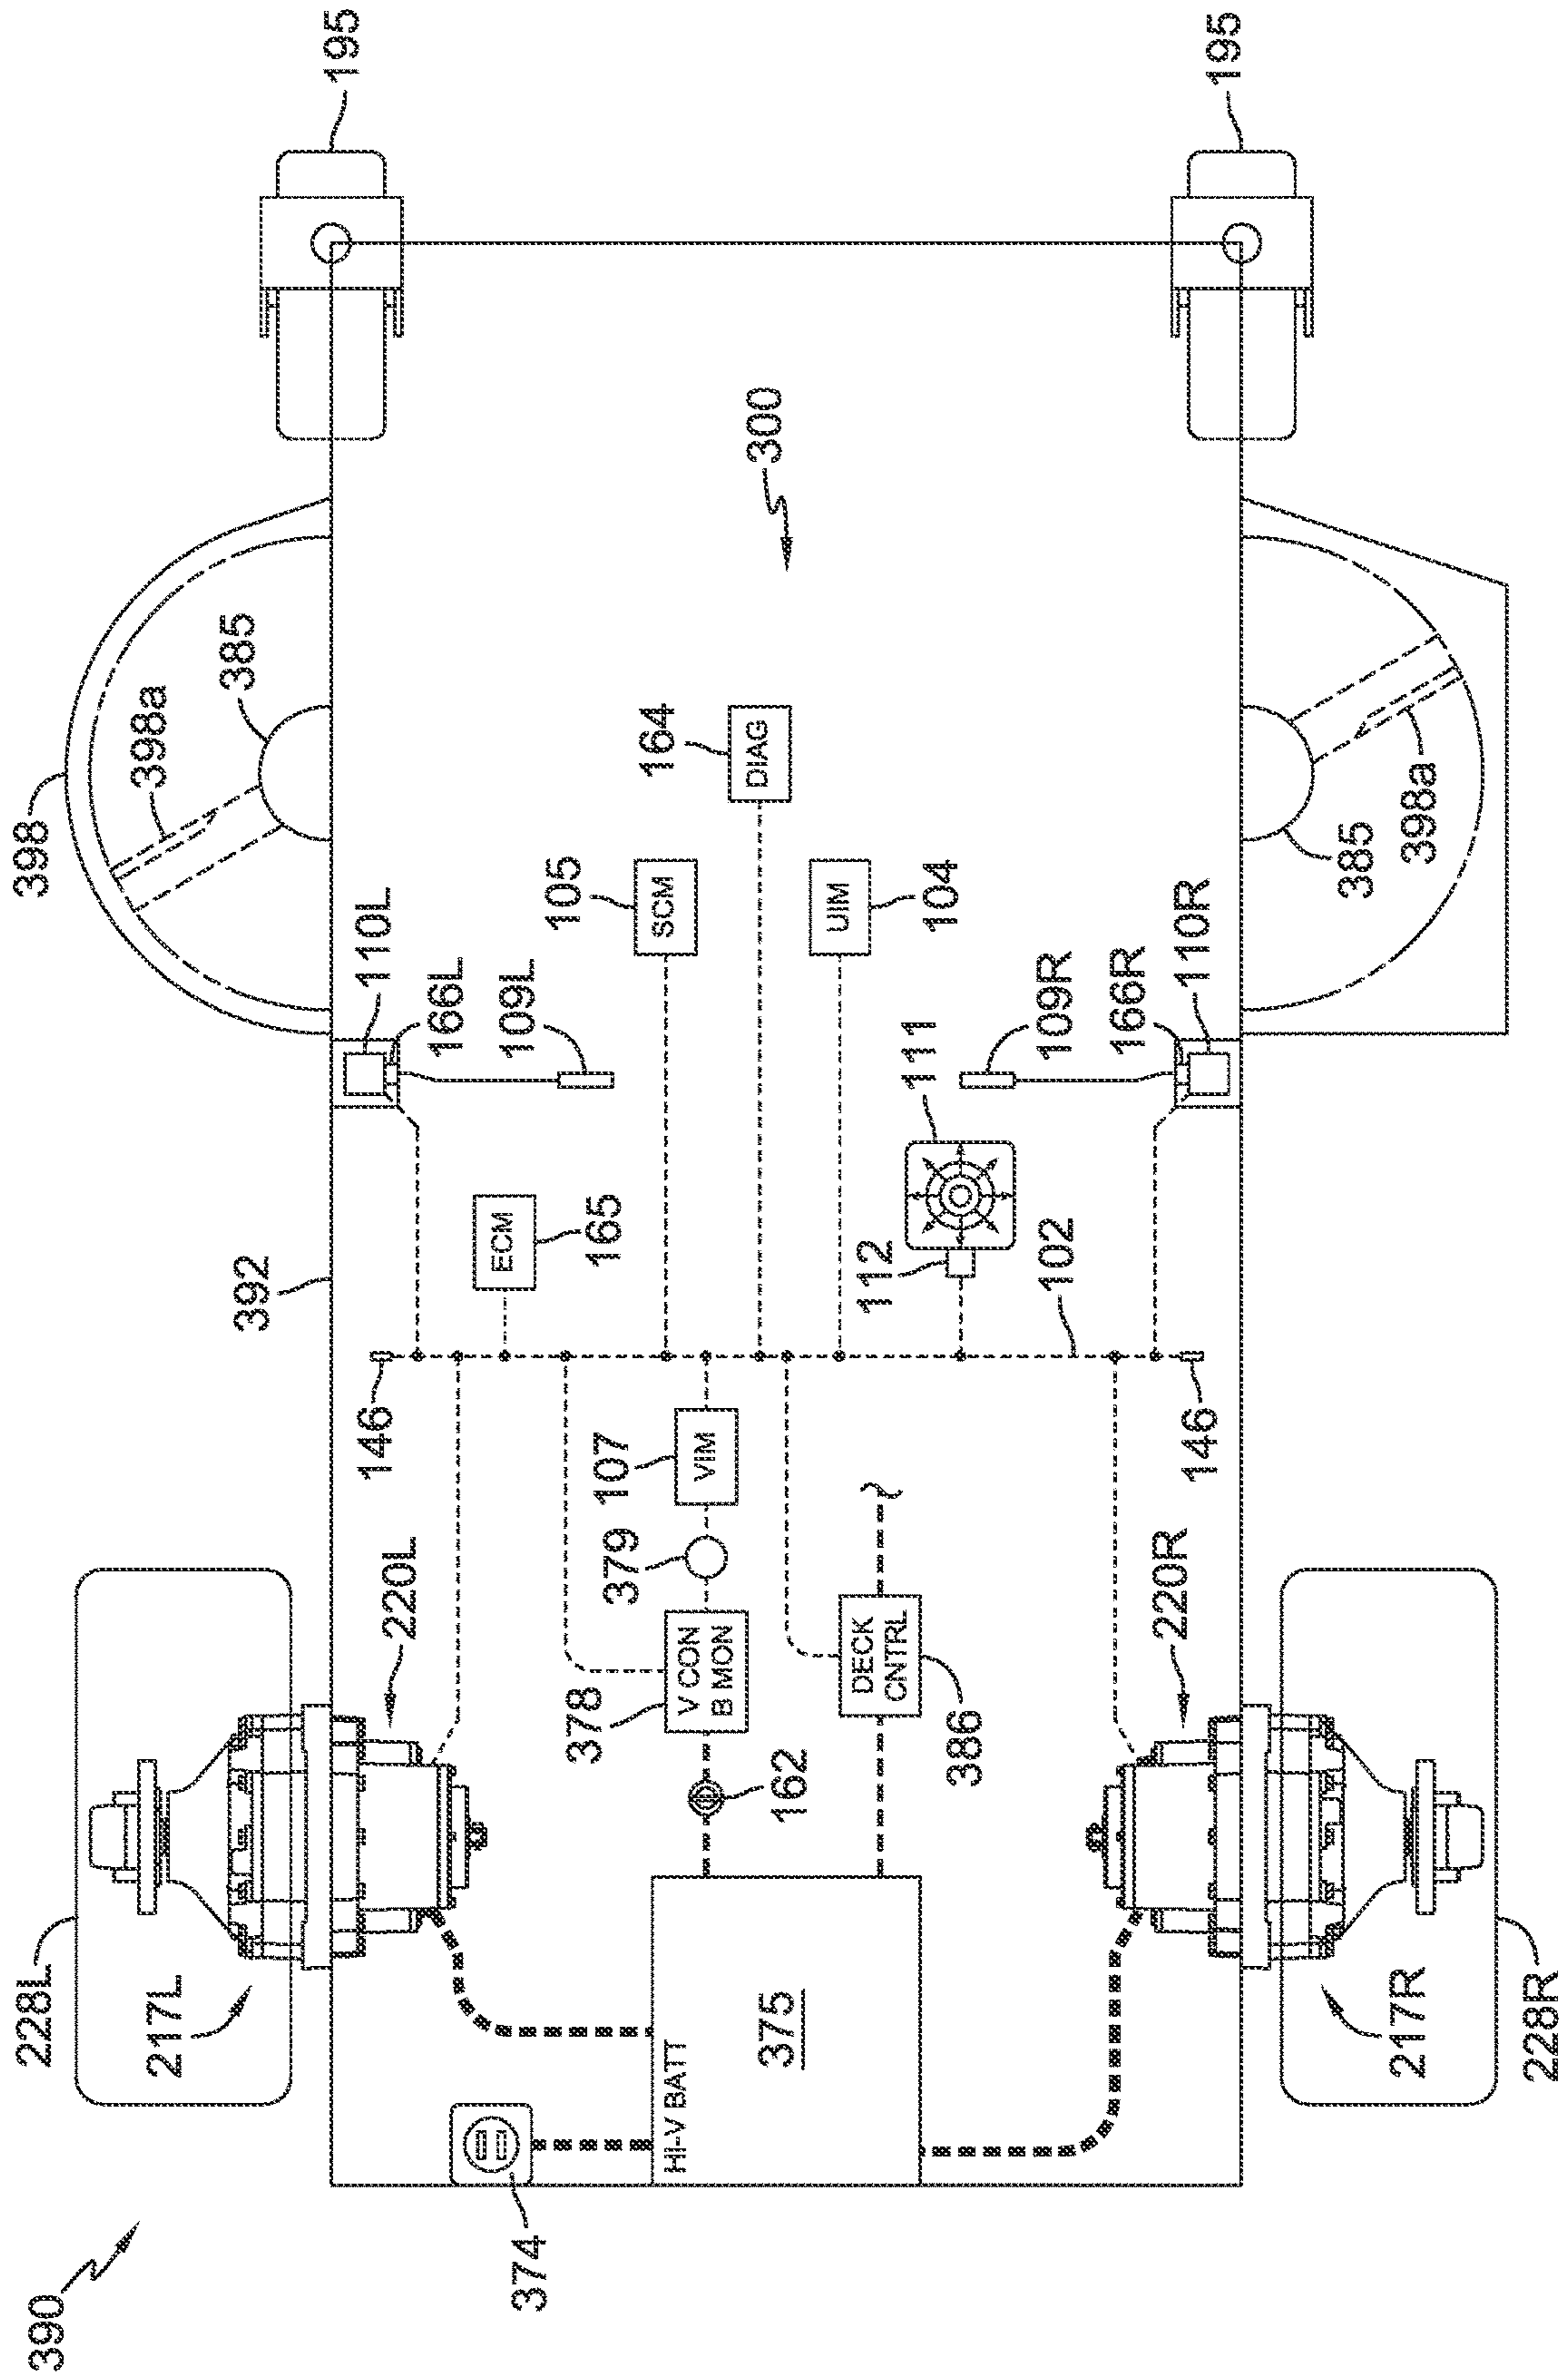 390
228L
217L
220L
146
392
398
398a
385
195
110L
166L
109L
374
HI-V BATT
375
162
378
V CON
B MON
379
107
VIM
ECM
165
105
SCM
164
DIAG
300
UIM
104
DECK
CNTRL
386
112
111
102
109R
166R
110R
385
398a
195
146
220R
217R
228R